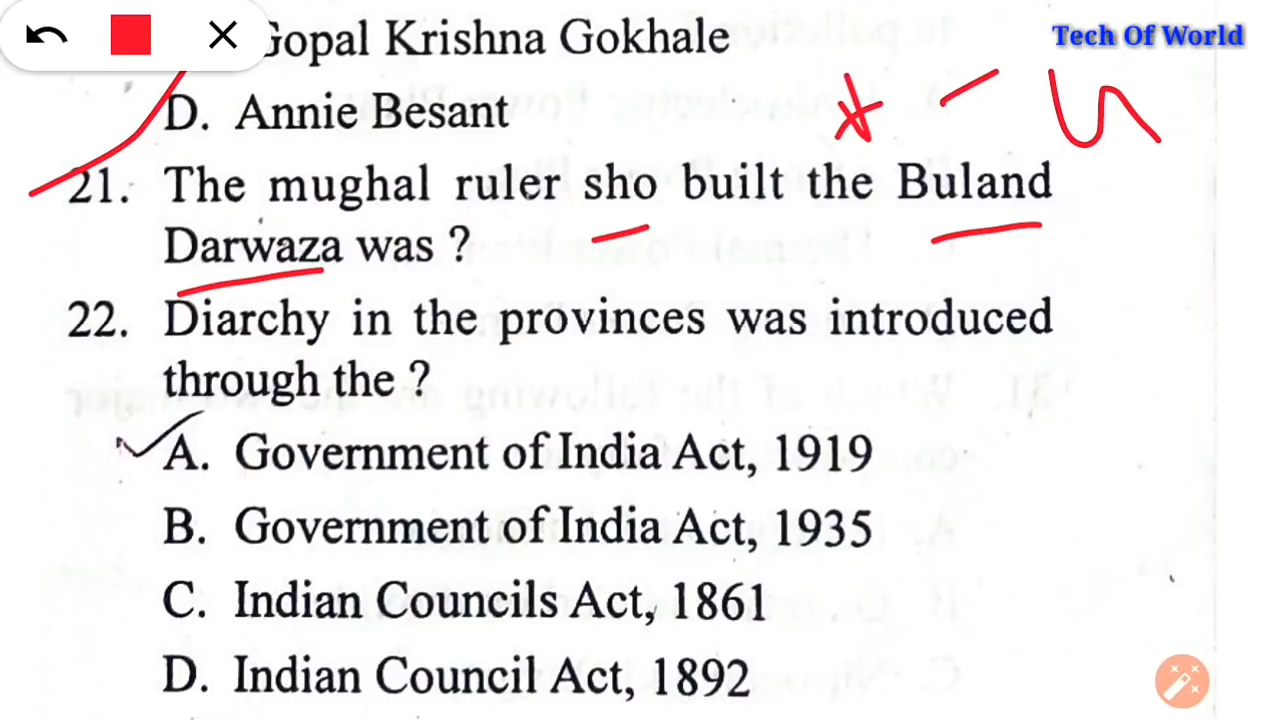 Gopal Krishna Gokhale
Tech Of World
D. Annie Besant
21. The mughal ruler sho built the Buland
Darwaza was ?
22. Diarchy in the provinces was introduced
through the ?
A. Government of India Act, 1919
B. Government of India Act, 1935
C. Indian Councils Act, 1861
D. Indian Council Act, 1892